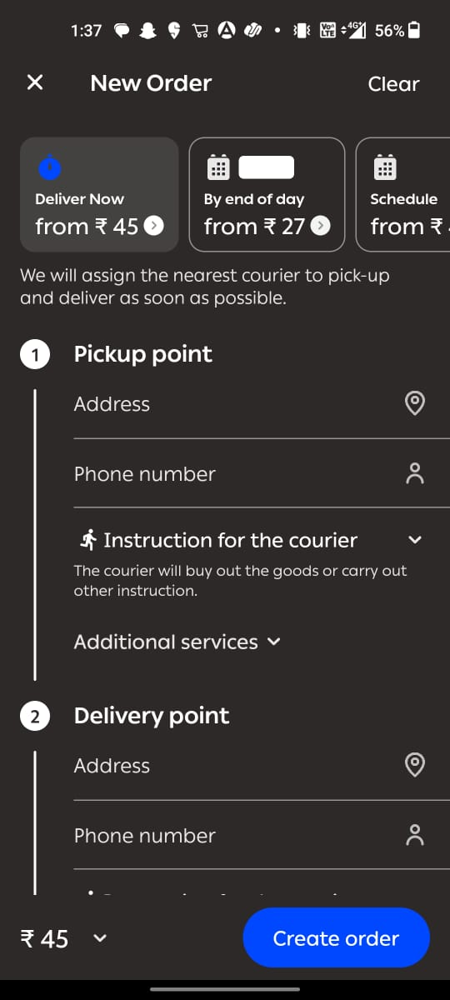 1:37
VoLTE
4G+
56%
New Order
Clear
Deliver Now
from ₹ 45
By end of day
from ₹ 27
Schedule
from ₹
We will assign the nearest courier to pick-up
and deliver as soon as possible.
1
Pickup point
Address
Phone number
Instruction for the courier
The courier will buy out the goods or carry out
other instruction.
Additional services
2
Delivery point
Address
Phone number
₹ 45
Create order